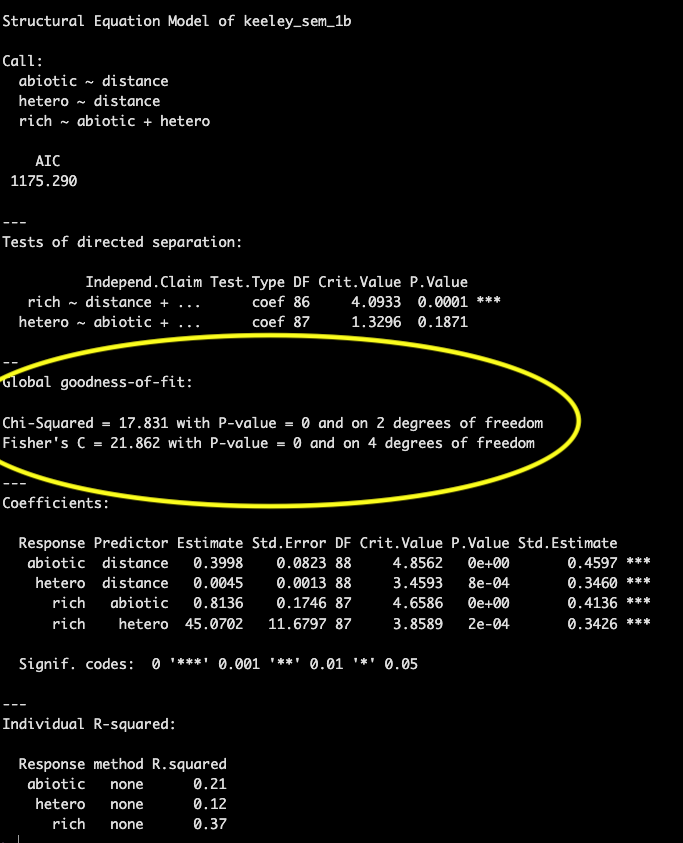 Structural Equation Model of keeley_sem_1b
Call:
abiotic ~ distance
hetero ~ distance
rich ~ abiotic + hetero
AIC
1175.290
---
Tests of directed separation:
Independ.Claim Test.Type DF Crit.Value P.Value
rich ~ distance + ... coef 86 4.0933 0.0001 ***
hetero ~ abiotic + ... coef 87 1.3296 0.1871
--
Global goodness-of-fit:
Chi-Squared = 17.831 with P-value = 0 and on 2 degrees of freedom
Fisher's C = 21.862 with P-value = 0 and on 4 degrees of freedom
---
Coefficients:
Response Predictor Estimate Std.Error DF Crit.Value P.Value Std.Estimate
abiotic distance 0.3998 0.0823 88 4.8562 0e+00 0.4597 ***
hetero distance 0.0045 0.0013 88 3.4593 8e-04 0.3460 ***
rich abiotic 0.8136 0.1746 87 4.6586 0e+00 0.4136 ***
rich hetero 45.0702 11.6797 87 3.8589 2e-04 0.3426 ***
Signif. codes: 0 '***' 0.001 '**' 0.01 '*' 0.05
---
Individual R-squared:
Response method R.squared
abiotic none 0.21
hetero none 0.12
rich none 0.37